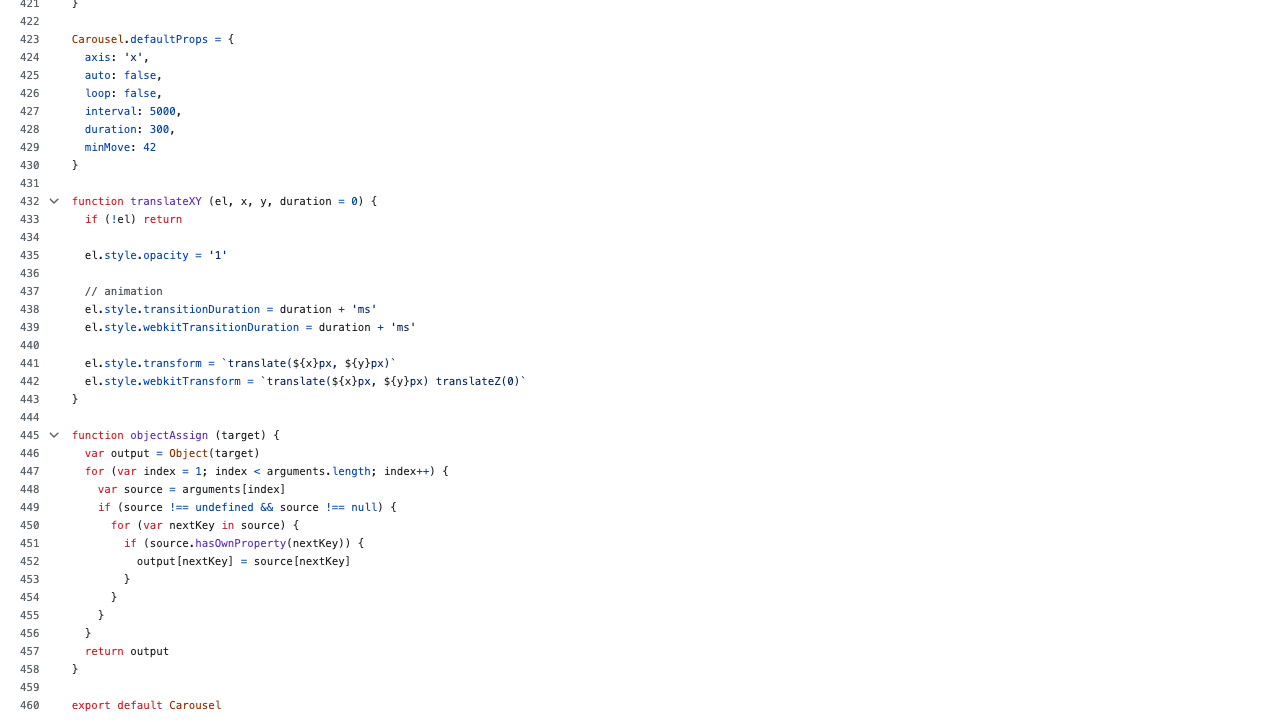 421 }
422
423 Carousel.defaultProps = {
424   axis: 'x',
425   auto: false,
426   loop: false,
427   interval: 5000,
428   duration: 300,
429   minMove: 42
430 }
431
432 function translateXY (el, x, y, duration = 0) {
433   if (!el) return
434
435   el.style.opacity = '1'
436
437   // animation
438   el.style.transitionDuration = duration + 'ms'
439   el.style.webkitTransitionDuration = duration + 'ms'
440
441   el.style.transform = `translate(${x}px, ${y}px)`
442   el.style.webkitTransform = `translate(${x}px, ${y}px) translateZ(0)`
443 }
444
445 function objectAssign (target) {
446   var output = Object(target)
447   for (var index = 1; index < arguments.length; index++) {
448     var source = arguments[index]
449     if (source !== undefined && source !== null) {
450       for (var nextKey in source) {
451         if (source.hasOwnProperty(nextKey)) {
452           output[nextKey] = source[nextKey]
453         }
454       }
455     }
456   }
457   return output
458 }
459
460 export default Carousel